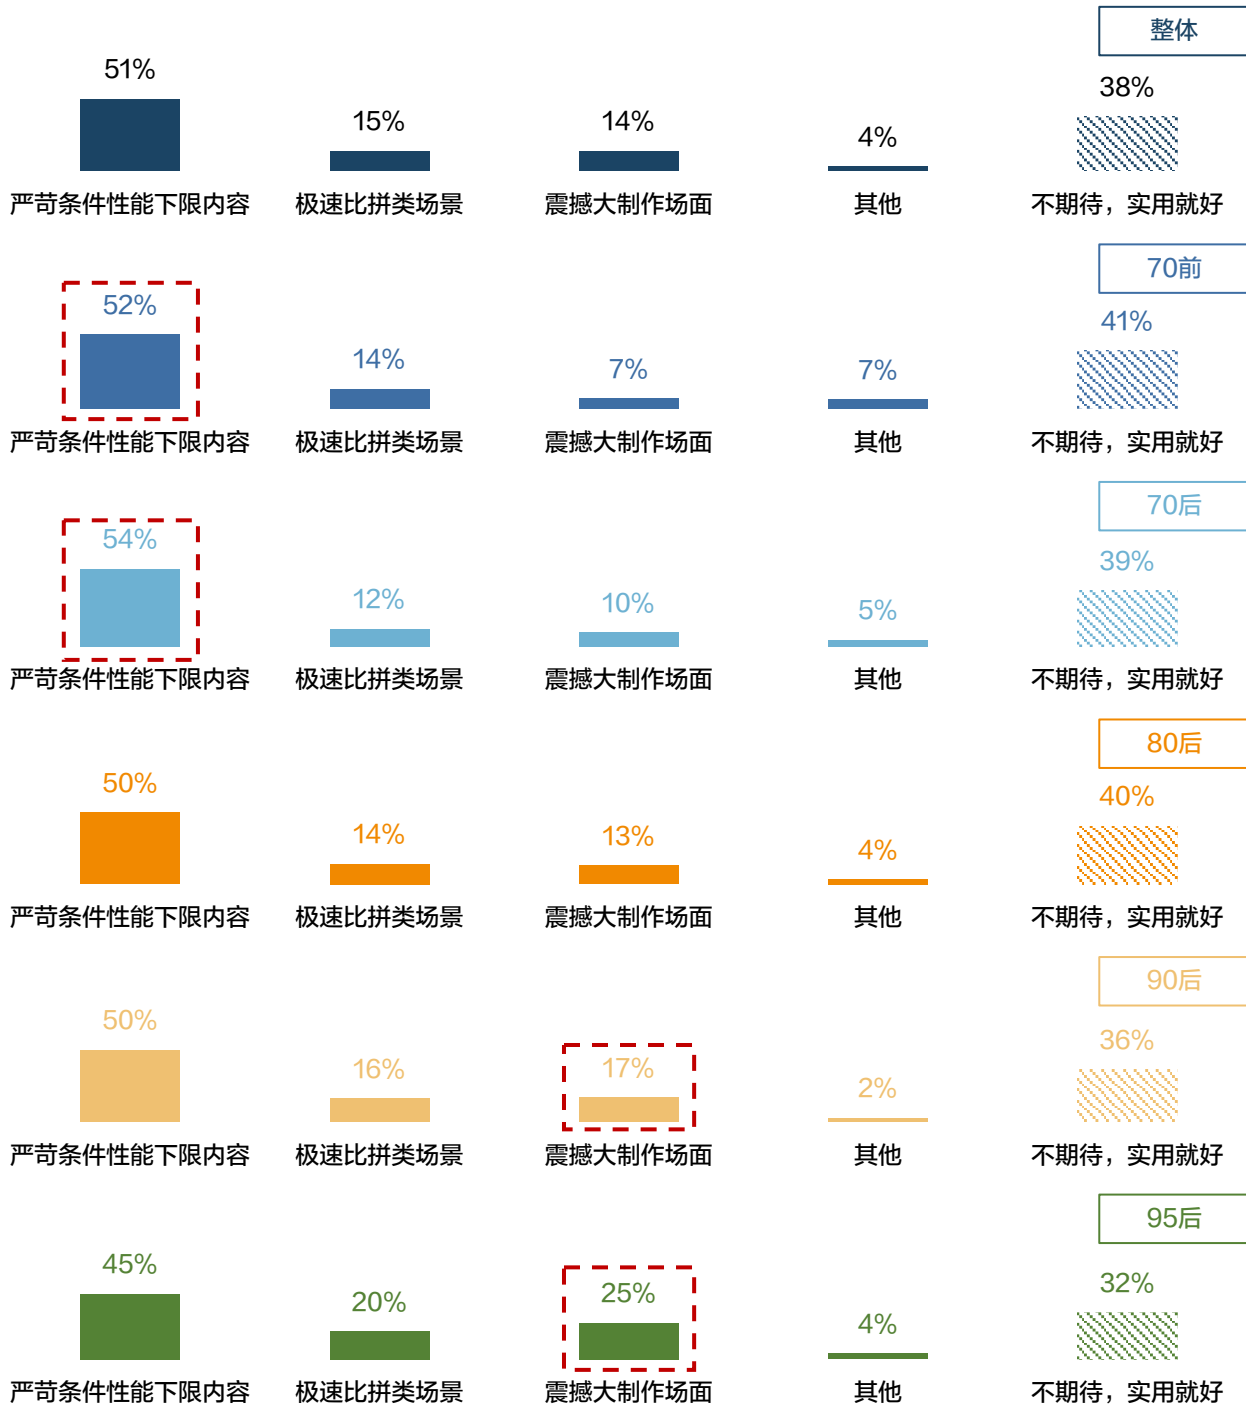 整体
51%
15%
14%
4%
38%
严苛条件性能下限内容
极速比拼类场景
震撼大制作场面
其他
不期待，实用就好
70前
52%
14%
7%
7%
41%
严苛条件性能下限内容
极速比拼类场景
震撼大制作场面
其他
不期待，实用就好
70后
54%
12%
10%
5%
39%
严苛条件性能下限内容
极速比拼类场景
震撼大制作场面
其他
不期待，实用就好
80后
50%
14%
13%
4%
40%
严苛条件性能下限内容
极速比拼类场景
震撼大制作场面
其他
不期待，实用就好
90后
50%
16%
17%
2%
36%
严苛条件性能下限内容
极速比拼类场景
震撼大制作场面
其他
不期待，实用就好
95后
45%
20%
25%
4%
32%
严苛条件性能下限内容
极速比拼类场景
震撼大制作场面
其他
不期待，实用就好